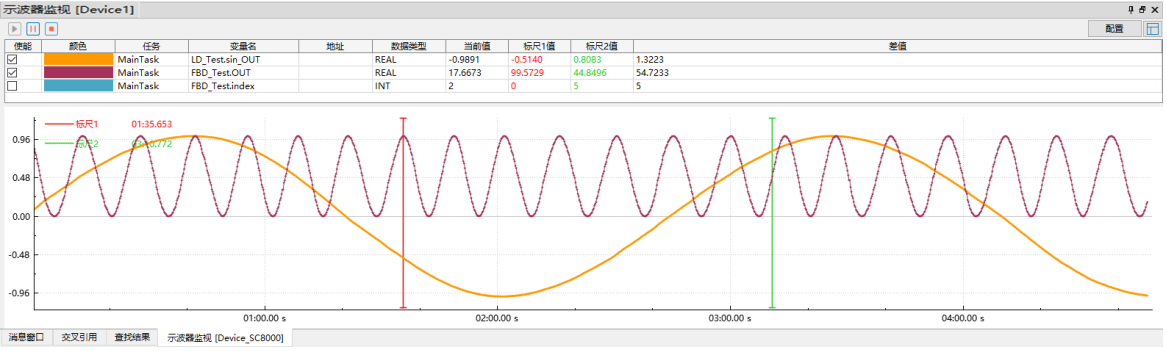 示波器监视 [Device1]
配置
使能 颜色 任务 变量名 地址 数据类型 当前值 标尺1值 标尺2值 差值
MainTask LD_Test.sin_OUT REAL -0.9891 -0.5140 0.8083 1.3223
MainTask FBD_Test.OUT REAL 17.6673 99.5729 44.8496 54.7233
MainTask FBD_Test.index INT 2 0 5 5
标尺1 01:35.653
标尺2
0.96
0.48
0.00
-0.48
-0.96
01:00.00 s 02:00.00 s 03:00.00 s 04:00.00 s
消息窗口 交叉引用 查找结果 示波器监视 [Device_SC8000]